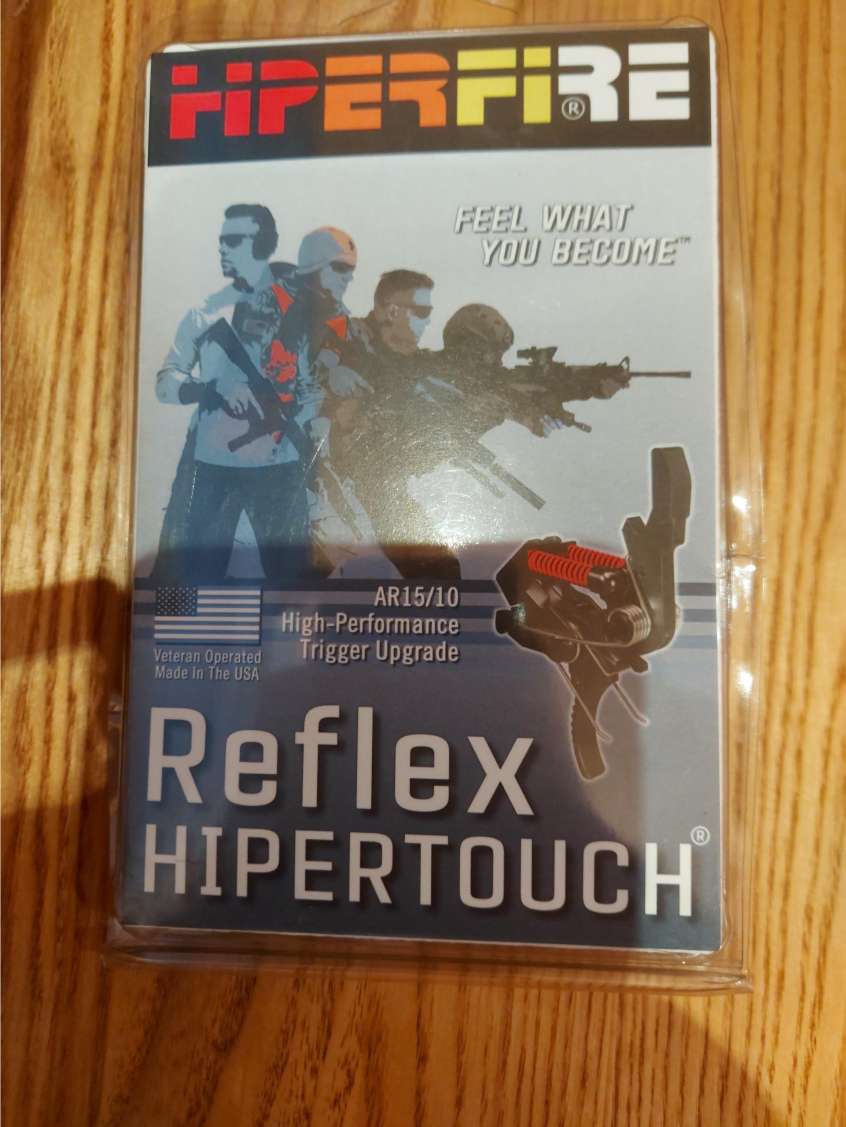 HIPERFIRE®
FEEL WHAT
YOU BECOME™
AR15/10
High-Performance
Trigger Upgrade
Veteran Operated
Made In The USA
Reflex
HIPERTOUCH®